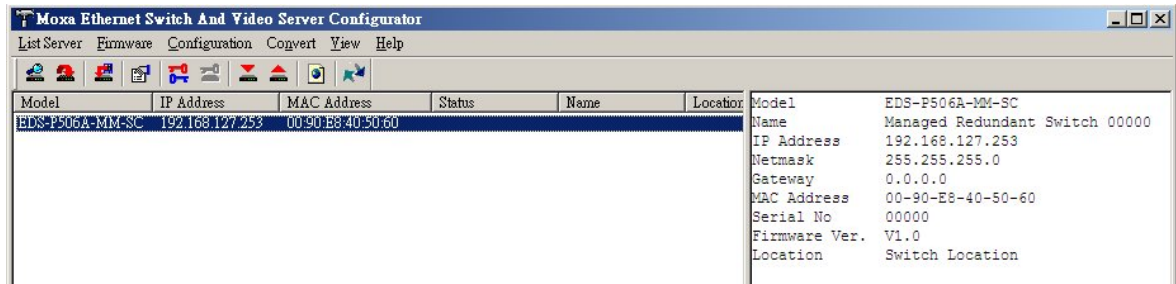 Moxa Ethernet Switch And Video Server Configurator
List Server Firmware Configuration Convert View Help
Model IP Address MAC Address Status Name Location
EDS-P506A-MM-SC 192.168.127.253 00:90:E8:40:50:60
Model EDS-P506A-MM-SC
Name Managed Redundant Switch 00000
IP Address 192.168.127.253
Netmask 255.255.255.0
Gateway 0.0.0.0
MAC Address 00-90-E8-40-50-60
Serial No 00000
Firmware Ver. V1.0
Location Switch Location